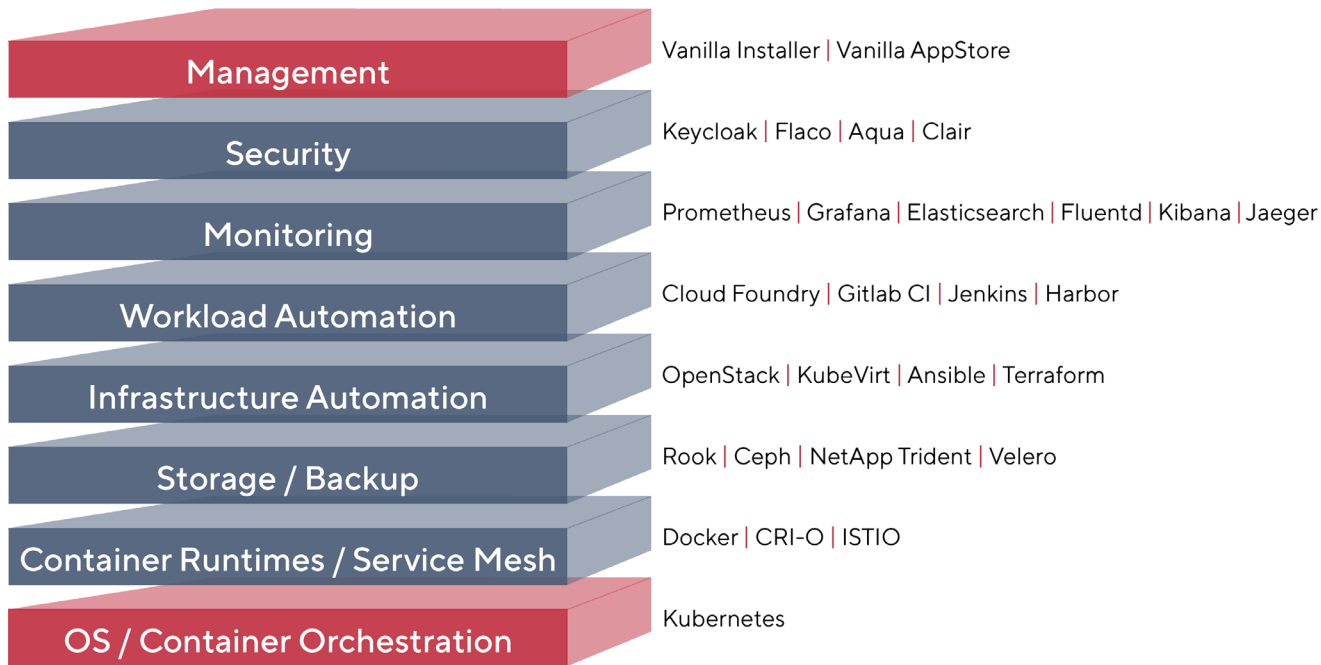 Management
Vanilla Installer | Vanilla AppStore
Security
Keycloak | Flaco | Aqua | Clair
Monitoring
Prometheus | Grafana | Elasticsearch | Fluentd | Kibana | Jaeger
Workload Automation
Cloud Foundry | Gitlab CI | Jenkins | Harbor
Infrastructure Automation
OpenStack | KubeVirt | Ansible | Terraform
Storage / Backup
Rook | Ceph | NetApp Trident | Velero
Container Runtimes / Service Mesh
Docker | CRI-O | ISTIO
OS / Container Orchestration
Kubernetes